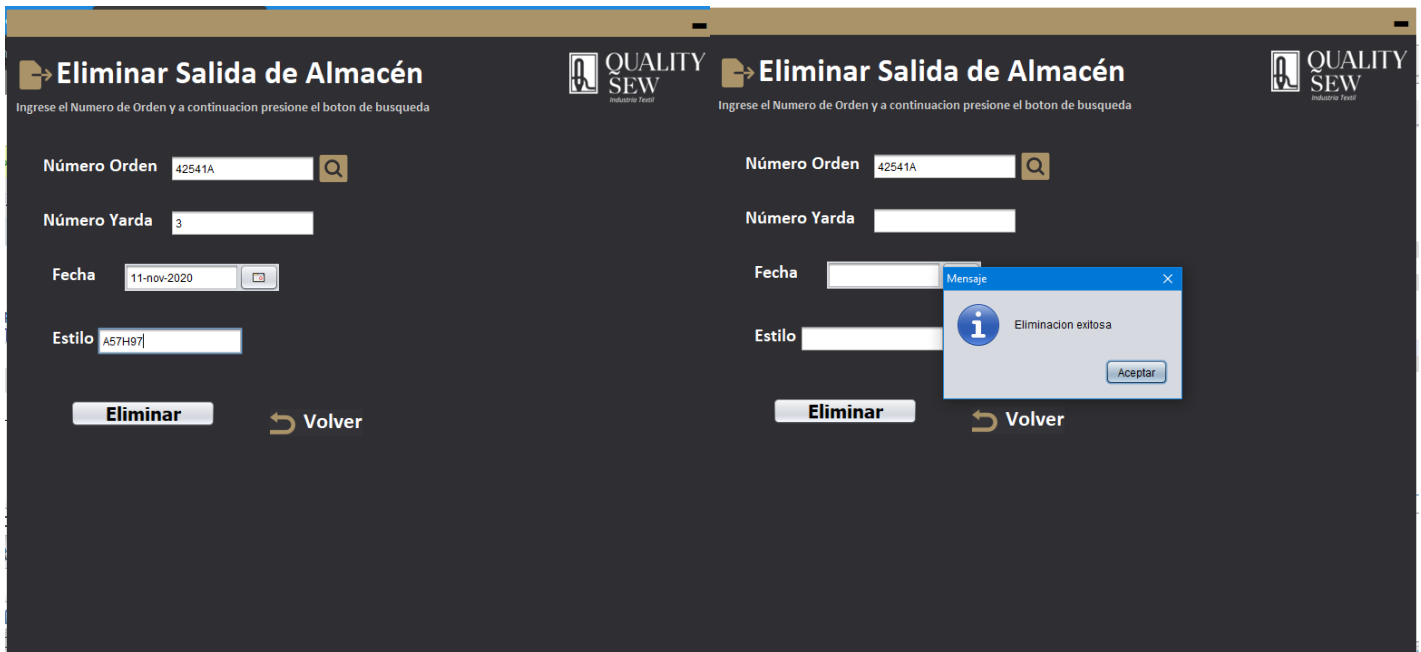 Eliminar Salida de Almacén
QUALITY
SEW
Industria Textil
Ingrese el Numero de Orden y a continuacion presione el boton de busqueda
Número Orden
42541A
Número Yarda
3
Fecha
11-nov-2020
Estilo
A57H97
Eliminar
Volver
Eliminar Salida de Almacén
QUALITY
SEW
Industria Textil
Ingrese el Numero de Orden y a continuacion presione el boton de busqueda
Número Orden
42541A
Número Yarda
Fecha
Mensaje
Eliminacion exitosa
Aceptar
Estilo
Eliminar
Volver